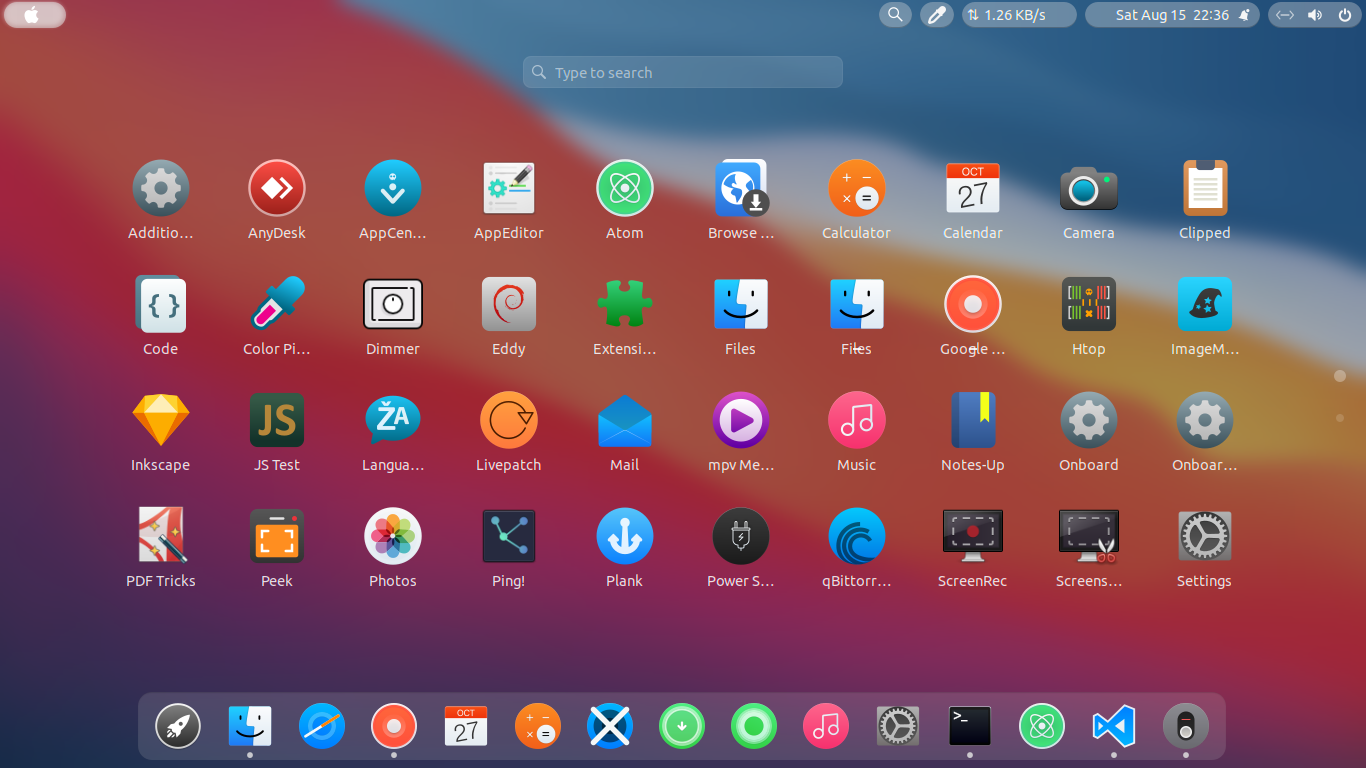 1.26 KB/s
Sat Aug 15 22:36
Type to search
Additio...
AnyDesk
AppCen...
AppEditor
Atom
Browse ...
Calculator
OCT
27
Calendar
Camera
Clipped
{ }
Code
Color Pi...
Dimmer
Eddy
Extensi...
Files
Files
Google ...
Htop
ImageM...
Inkscape
JS
JS Test
ŽA
Langua...
Livepatch
Mail
mpv Me...
Music
Notes-Up
Onboard
Onboar...
PDF Tricks
Peek
Photos
Ping!
Plank
Power S...
qBittorr...
ScreenRec
Screens...
Settings
OCT
27
>_